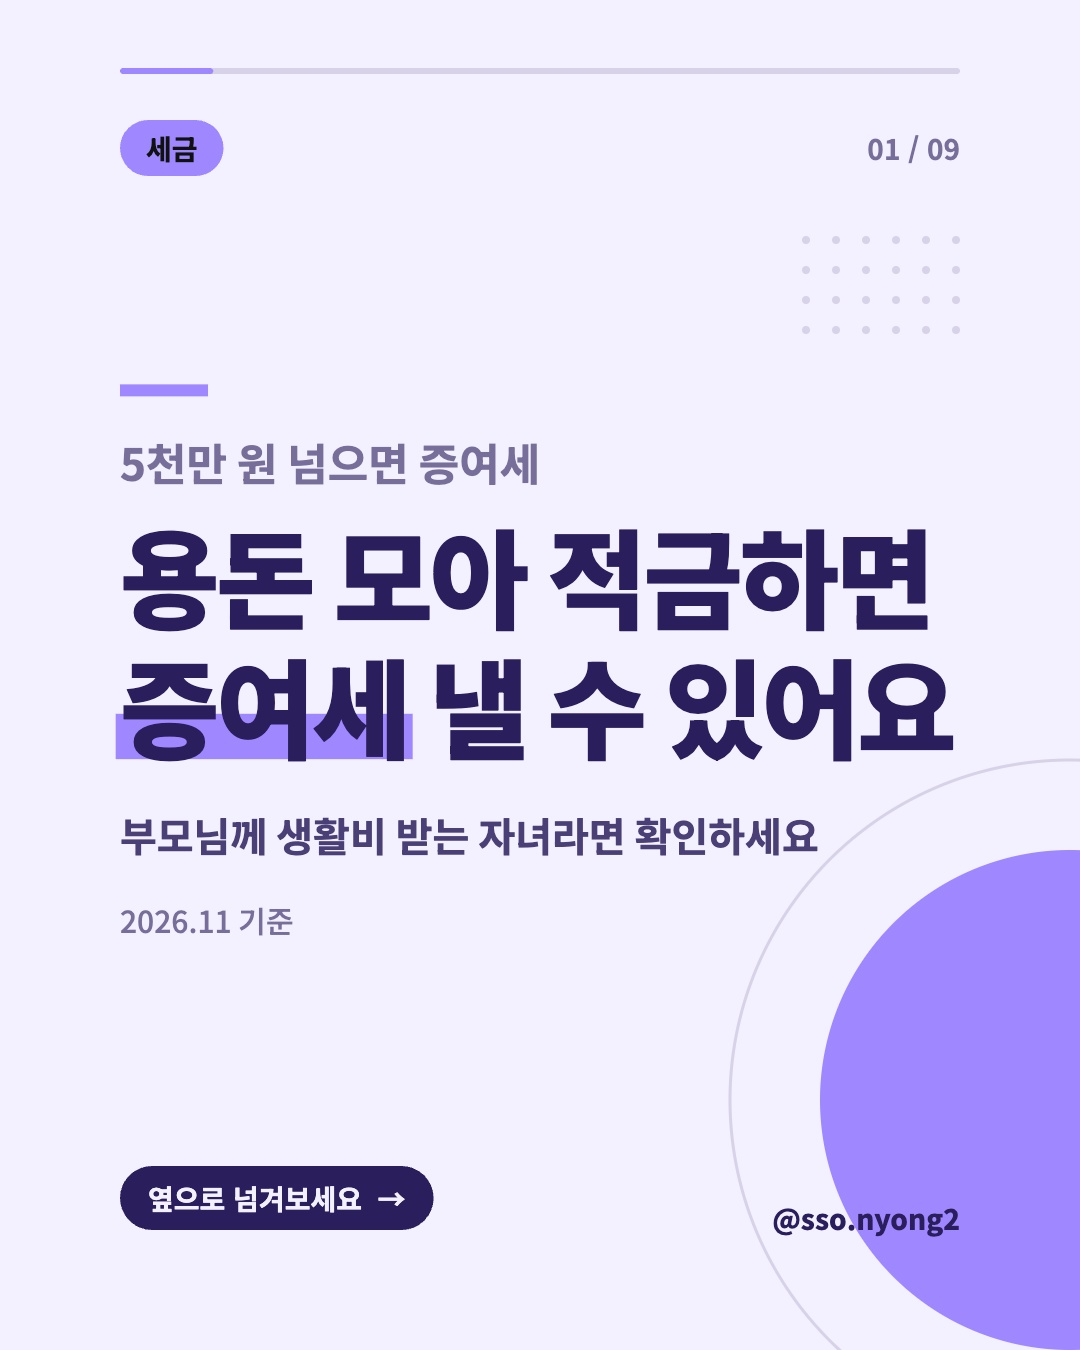 세금
01 / 09
5천만 원 넘으면 증여세
용돈 모아 적금하면
증여세 낼 수 있어요
부모님께 생활비 받는 자녀라면 확인하세요
2026.11 기준
옆으로 넘겨보세요 →
@sso.nyong2